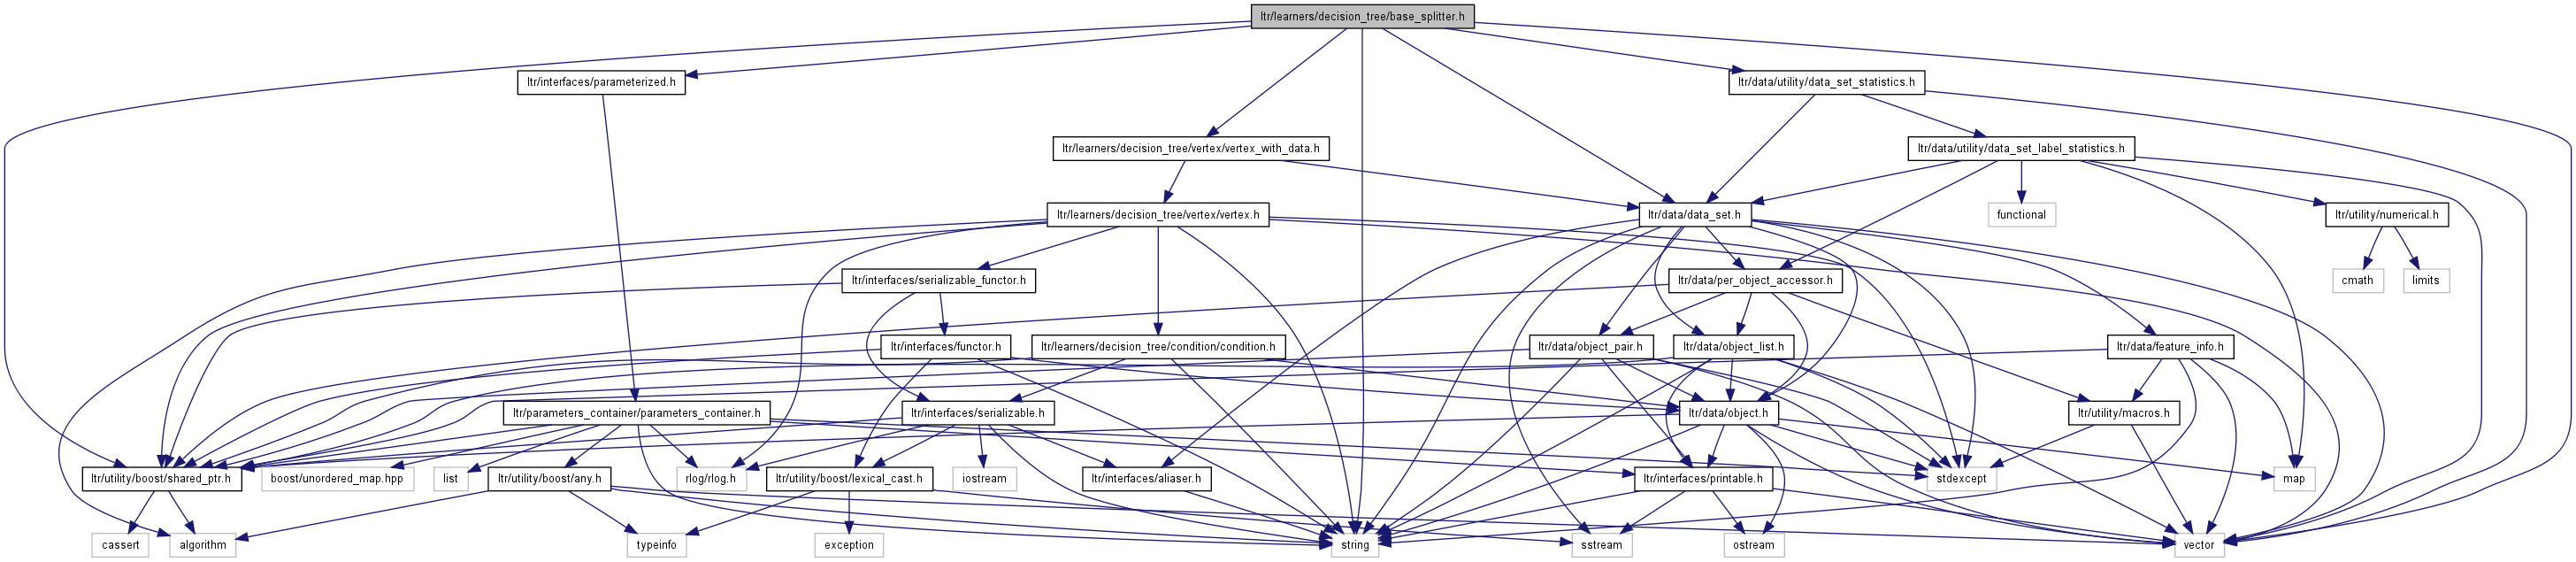 ltr/learners/decision_tree/base_splitter.h
ltr/interfaces/parameterized.h
ltr/data/utility/data_set_statistics.h
ltr/learners/decision_tree/vertex/vertex_with_data.h
ltr/data/utility/data_set_label_statistics.h
ltr/learners/decision_tree/vertex/vertex.h
ltr/data/data_set.h
functional
ltr/utility/numerical.h
ltr/interfaces/serializable_functor.h
ltr/data/per_object_accessor.h
cmath
limits
ltr/interfaces/functor.h
ltr/learners/decision_tree/condition/condition.h
ltr/data/object_pair.h
ltr/data/object_list.h
ltr/data/feature_info.h
ltr/parameters_container/parameters_container.h
ltr/interfaces/serializable.h
ltr/data/object.h
ltr/utility/macros.h
ltr/utility/boost/shared_ptr.h
boost/unordered_map.hpp
list
ltr/utility/boost/any.h
rlog/rlog.h
ltr/utility/boost/lexical_cast.h
iostream
ltr/interfaces/aliaser.h
ltr/interfaces/printable.h
stdexcept
map
cassert
algorithm
typeinfo
exception
string
sstream
ostream
vector